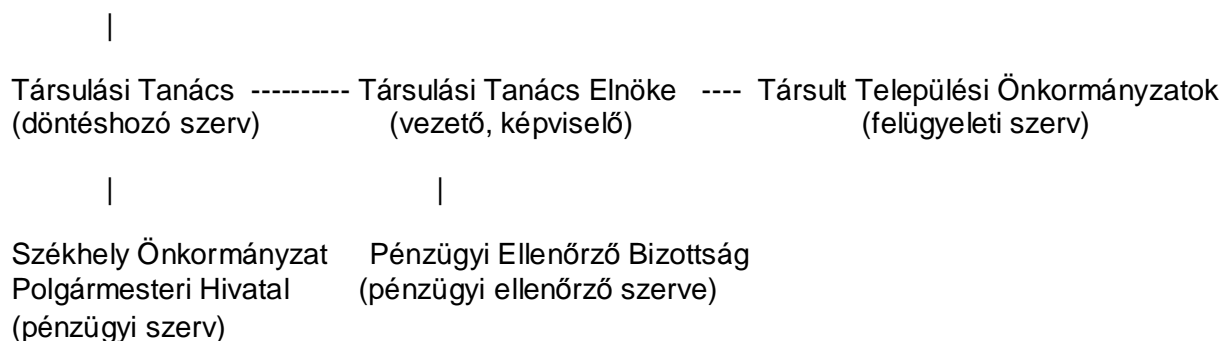 |
Társulási Tanács ---------- Társulási Tanács Elnöke ---- Társult Települési Önkormányzatok
(döntéshozó szerv) (vezető, képviselő) (felügyeleti szerv)
| |
Székhely Önkormányzat Pénzügyi Ellenőrző Bizottság
Polgármesteri Hivatal (pénzügyi ellenőrző szerve)
(pénzügyi szerv)